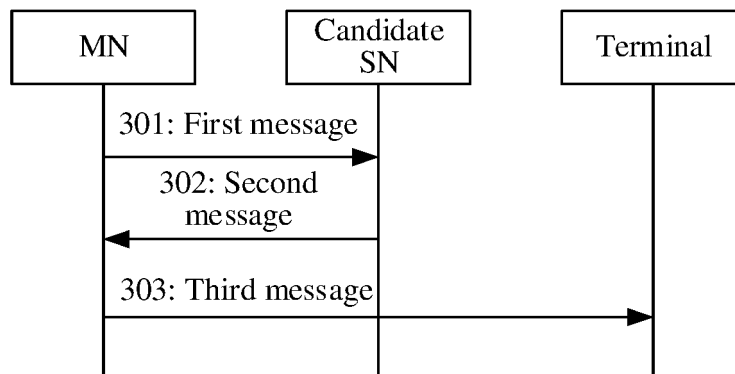 MN
Candidate
SN
Terminal
301: First message
302: Second
message
303: Third message